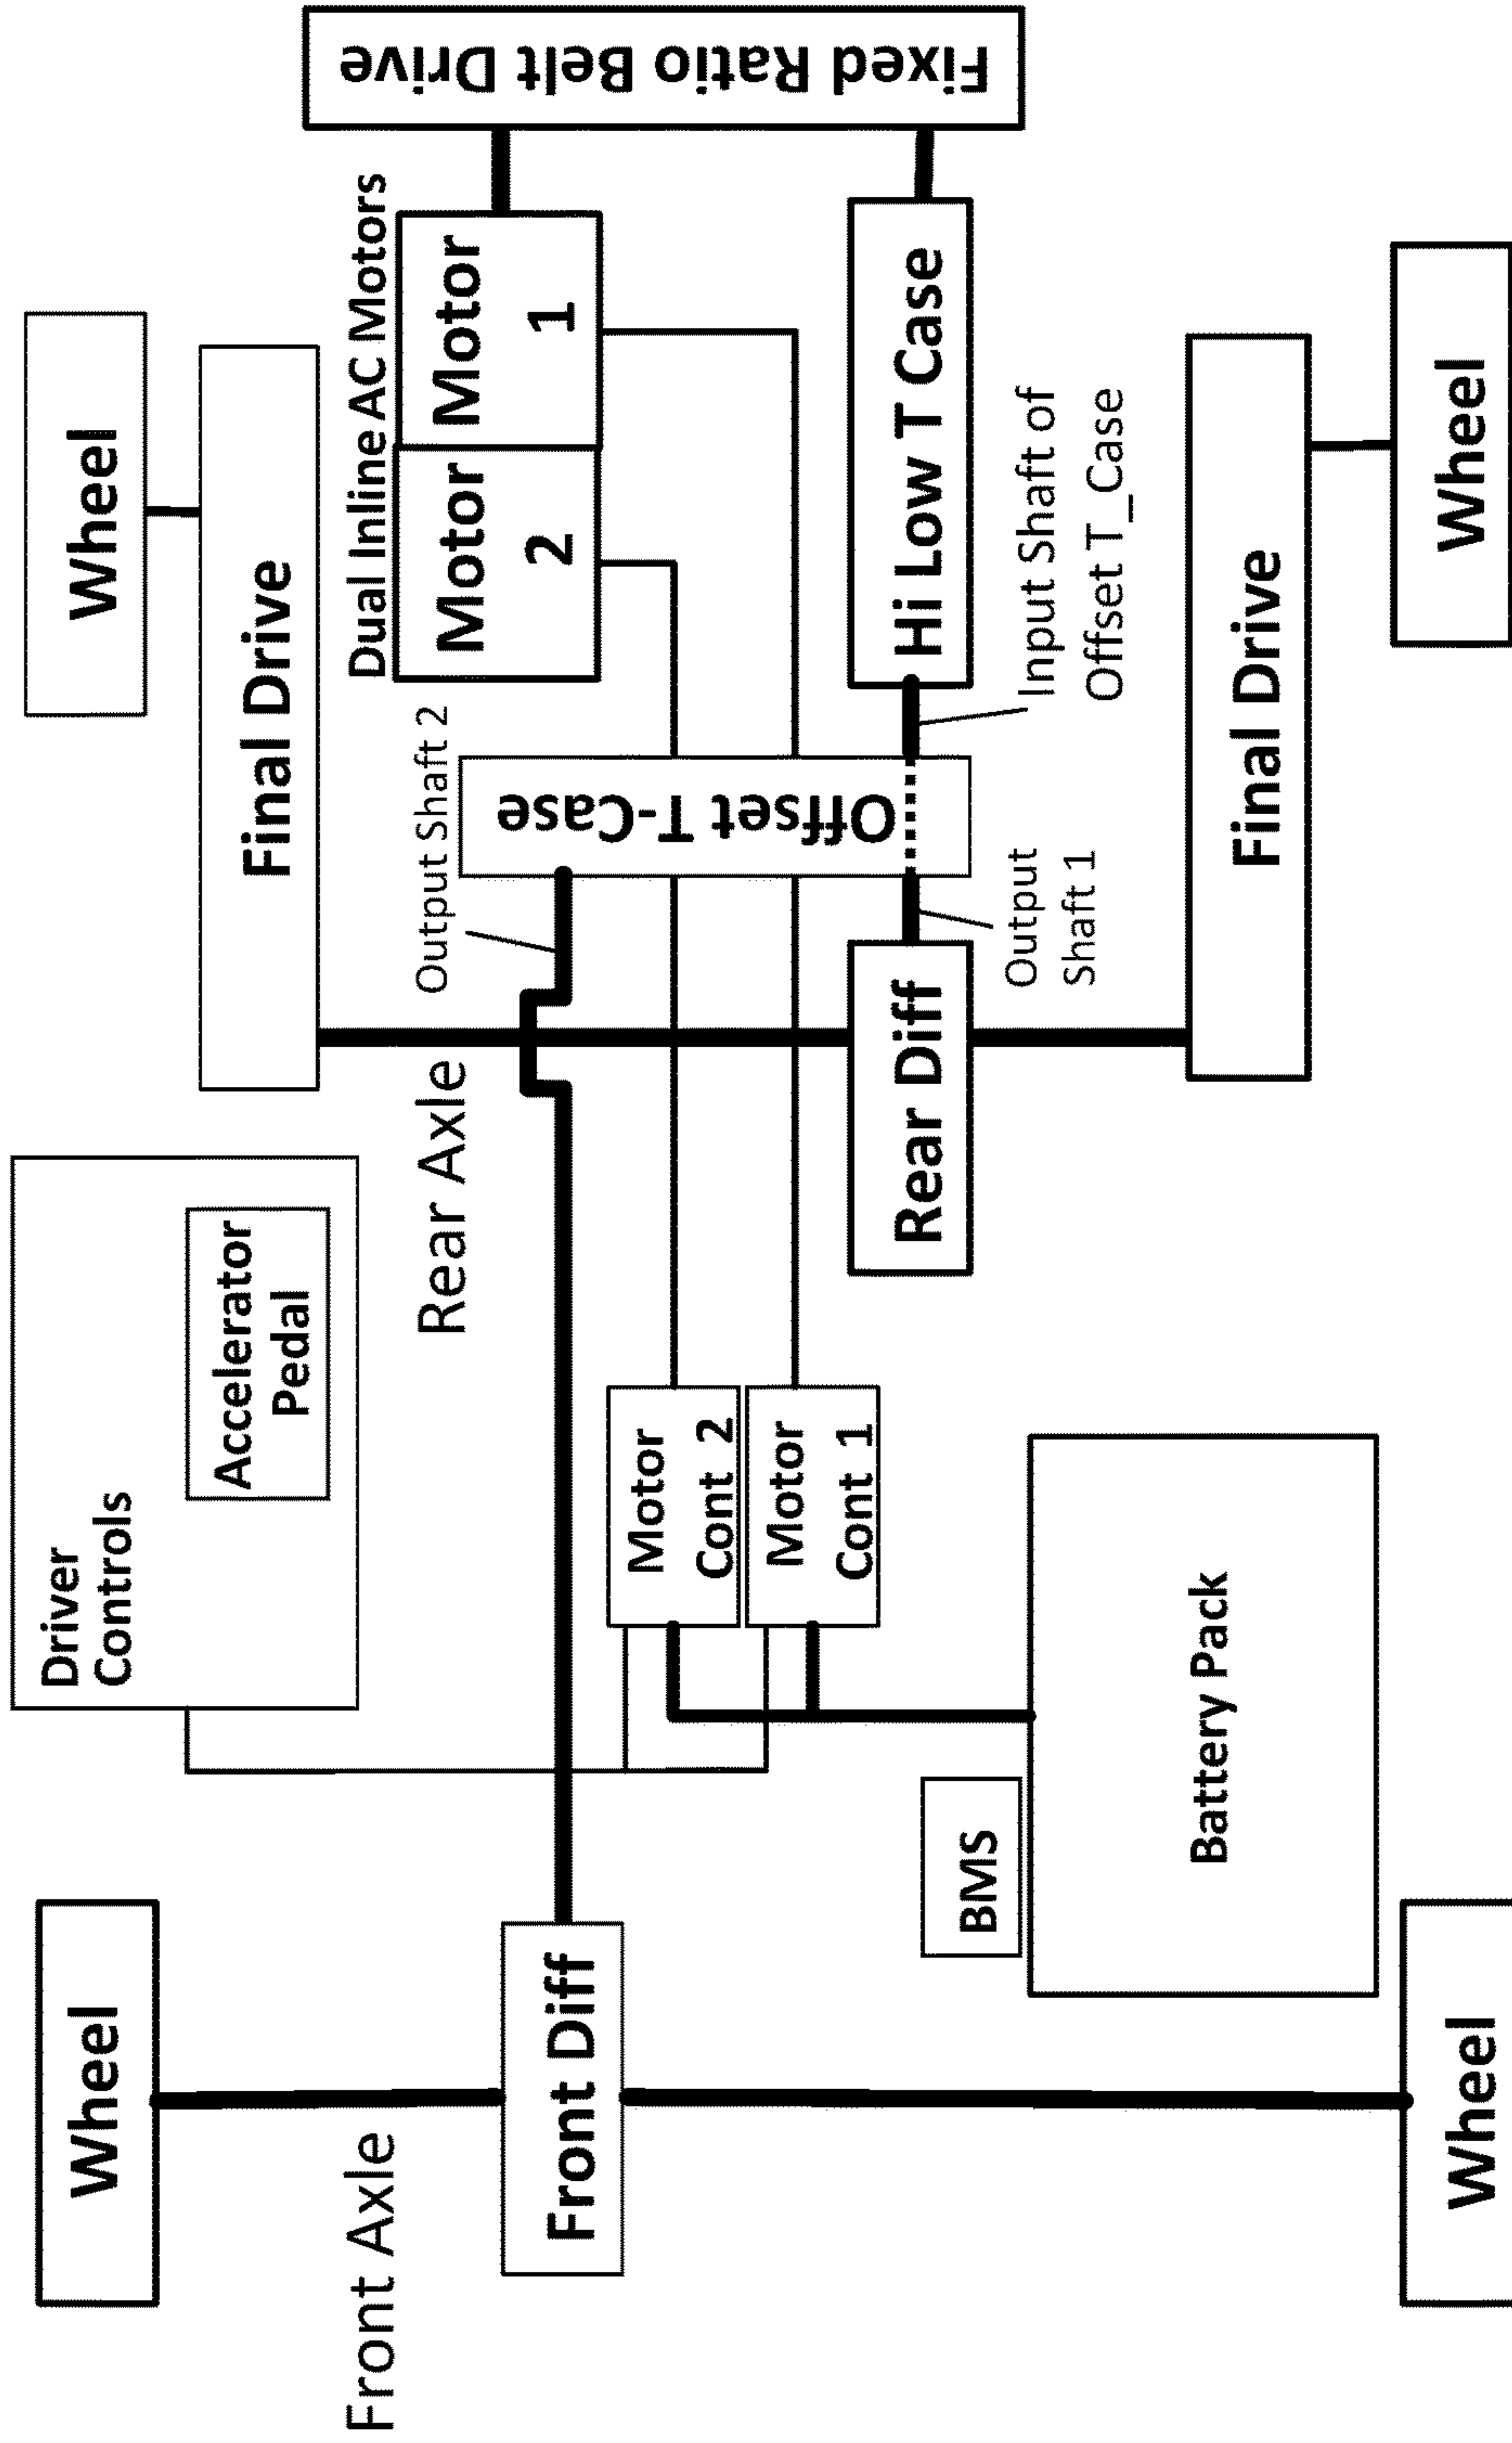 Wheel
Front Axle
Front Diff
Wheel
Driver
Controls
Accelerator
Pedal
Motor
Cont 2
Motor
Cont 1
BMS
Battery Pack
Wheel
Final Drive
Rear Axle
Output Shaft 2
Rear Diff
Output
Shaft 1
Offset T-Case
Input Shaft of
Offset T_Case
Dual Inline AC Motors
Motor
2
Motor
1
Hi Low T Case
Fixed Ratio Belt Drive
Final Drive
Wheel